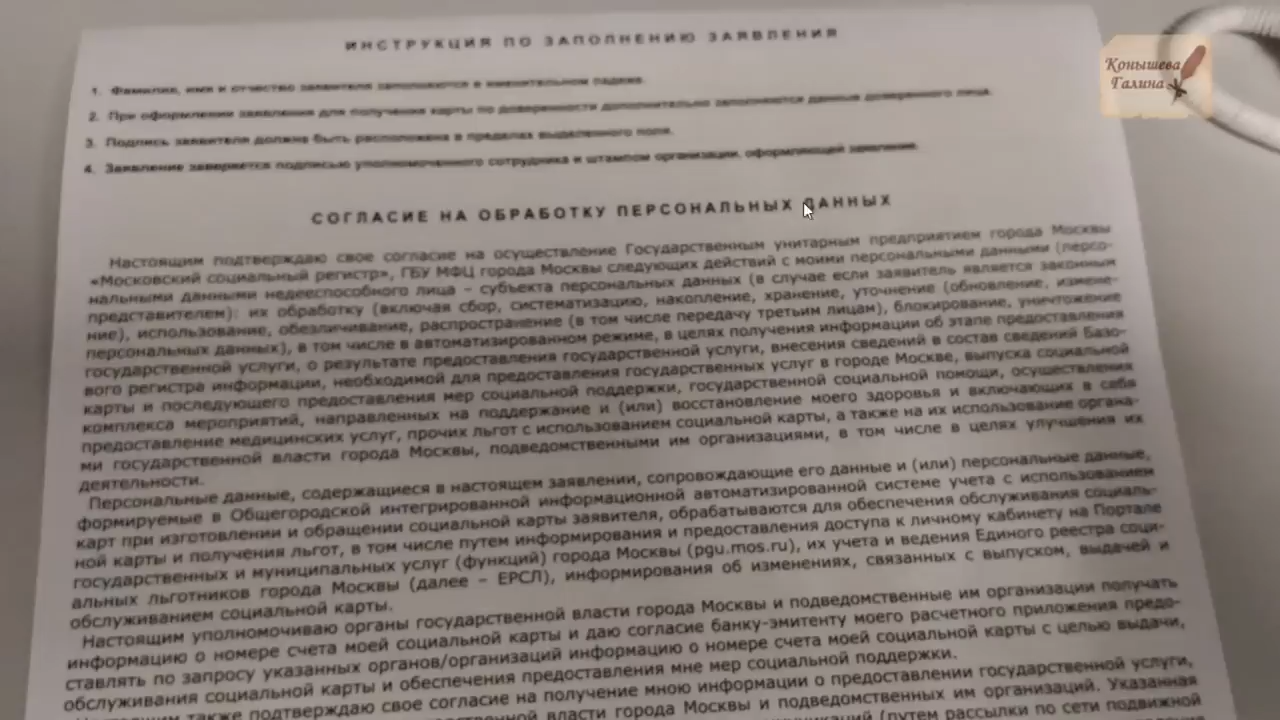 ИНСТРУКЦИЯ ПО ЗАПОЛНЕНИЮ ЗАЯВЛЕНИЯ
1. Фамилия, имя и отчество заявителя заполняются в именительном падеже.
2. При оформлении заявления для получения карты по доверенности дополнительно заполняются данные доверенного лица.
3. Подпись заявителя должна быть расположена в пределах выделенного поля.
4. Заявление заверяется подписью уполномоченного сотрудника и штампом организации, оформляющей заявление.
Конышева
Галина
СОГЛАСИЕ НА ОБРАБОТКУ ПЕРСОНАЛЬНЫХ ДАННЫХ
Настоящим подтверждаю свое согласие на осуществление Государственным унитарным предприятием города Москвы
«Московский социальный регистр», ГБУ МФЦ города Москвы следующих действий с моими персональными данными (персо-
нальными данными недееспособного лица – субъекта персональных данных (в случае если заявитель является законным
представителем): их обработку (включая сбор, систематизацию, накопление, хранение, уточнение (обновление, измене-
ние), использование, обезличивание, распространение (в том числе передачу третьим лицам), блокирование, уничтожение
персональных данных), в том числе в автоматизированном режиме, в целях получения информации об этапе предоставления
государственной услуги, о результате предоставления государственной услуги, внесения сведений в состав сведений Базо-
вого регистра информации, необходимой для предоставления государственных услуг в городе Москве, выпуска социальной
карты и последующего предоставления мер социальной поддержки, государственной социальной помощи, осуществления
комплекса мероприятий, направленных на поддержание и (или) восстановление моего здоровья и включающих в себя
предоставление медицинских услуг, прочих льгот с использованием социальной карты, а также на их использование органа-
ми государственной власти города Москвы, подведомственными им организациями, в том числе в целях улучшения их
деятельности.
Персональные данные, содержащиеся в настоящем заявлении, сопровождающие его данные и (или) персональные данные,
формируемые в Общегородской интегрированной информационной автоматизированной системе учета с использованием
карт при изготовлении и обращении социальной карты заявителя, обрабатываются для обеспечения обслуживания социаль-
ной карты и получения льгот, в том числе путем информирования и предоставления доступа к личному кабинету на Портале
государственных и муниципальных услуг (функций) города Москвы (pgu.mos.ru), их учета и ведения Единого реестра соци-
альных льготников города Москвы (далее – ЕРСЛ), информирования об изменениях, связанных с выпуском, выдачей и
обслуживанием социальной карты.
Настоящим уполномочиваю органы государственной власти города Москвы и подведомственные им организации получать
информацию о номере счета моей социальной карты и даю согласие банку-эмитенту моего расчетного приложения предо-
ставлять по запросу указанных органов/организаций информацию о номере счета моей социальной карты с целью выдачи,
обслуживания социальной карты и обеспечения предоставления мне мер социальной поддержки.
Настоящим также подтверждаю свое согласие на получение мною информации о предоставлении государственной услуги,
государственной власти города Москвы и подведомственных им организаций. Указанная
(путем рассылки по сети подвижной